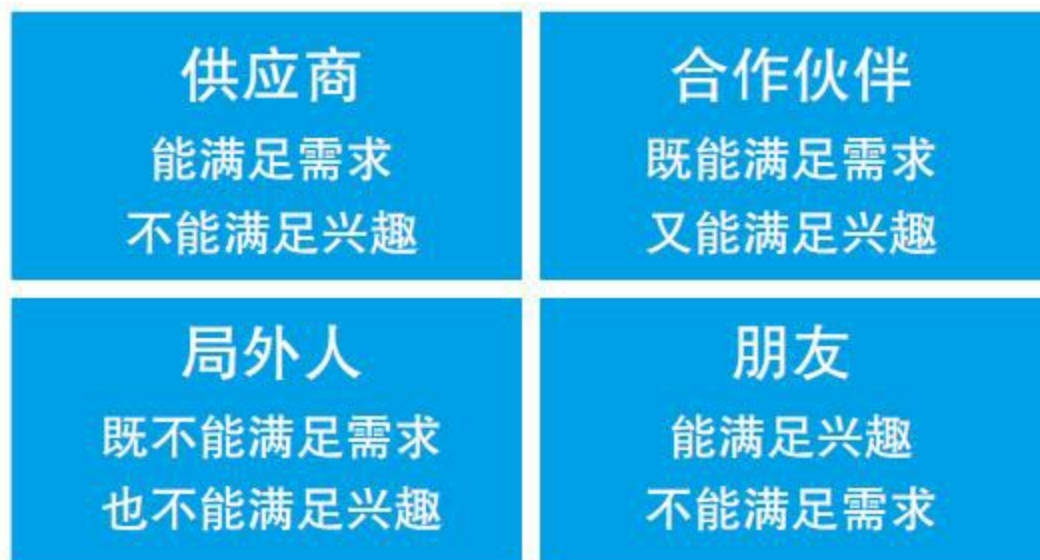 供应商
能满足需求
不能满足兴趣
合作伙伴
既能满足需求
又能满足兴趣
局外人
既不能满足需求
也不能满足兴趣
朋友
能满足兴趣
不能满足需求